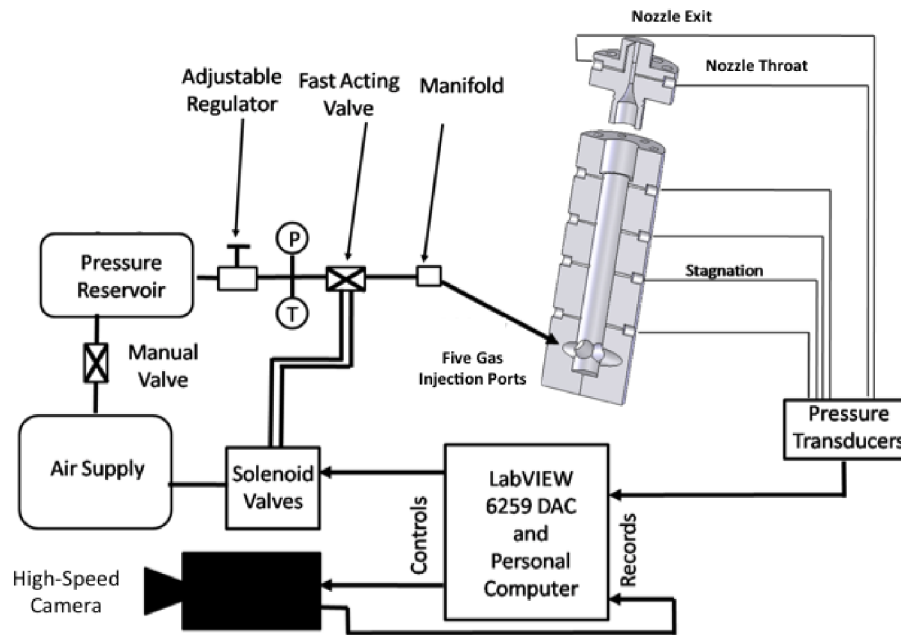 Nozzle Exit
Adjustable
Regulator
Fast Acting
Valve
Manifold
Nozzle Throat
P
T
Pressure
Reservoir
Stagnation
Manual
Valve
Five Gas
Injection Ports
Pressure
Transducers
Air Supply
Solenoid
Valves
Controls
LabVIEW
6259 DAC
and
Personal
Computer
Records
High-Speed
Camera